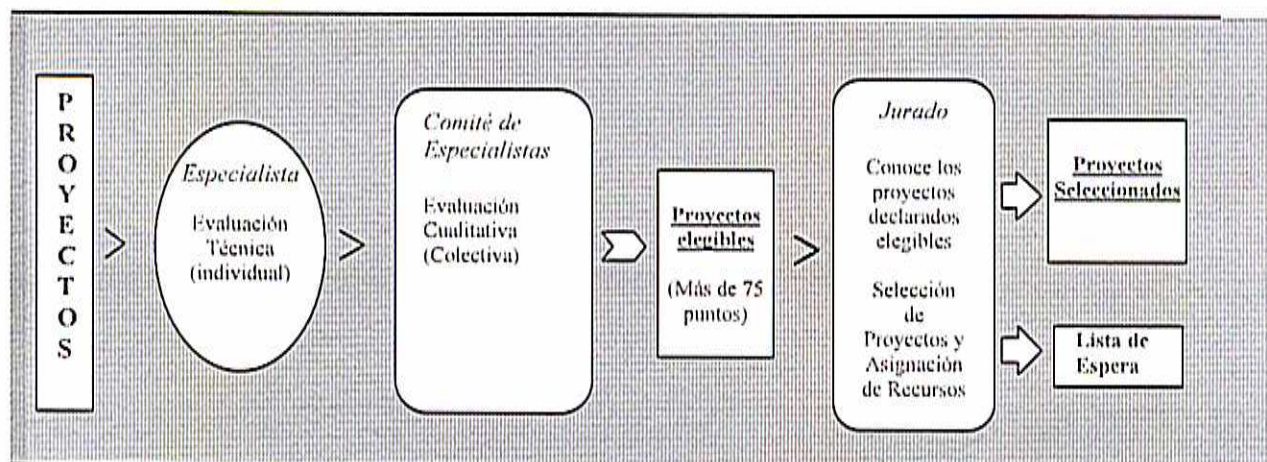 PROYECTOS
Especialista
Evaluación
Técnica
(individual)
Comité de
Especialistas
Evaluación
Cualitativa
(Colectiva)
Proyectos
elegibles
(Más de 75
puntos)
Jurado
Conoce los
proyectos
declarados
elegibles
Selección
de
Proyectos y
Asignación
de Recursos
Proyectos
Seleccionados
Lista de
Espera